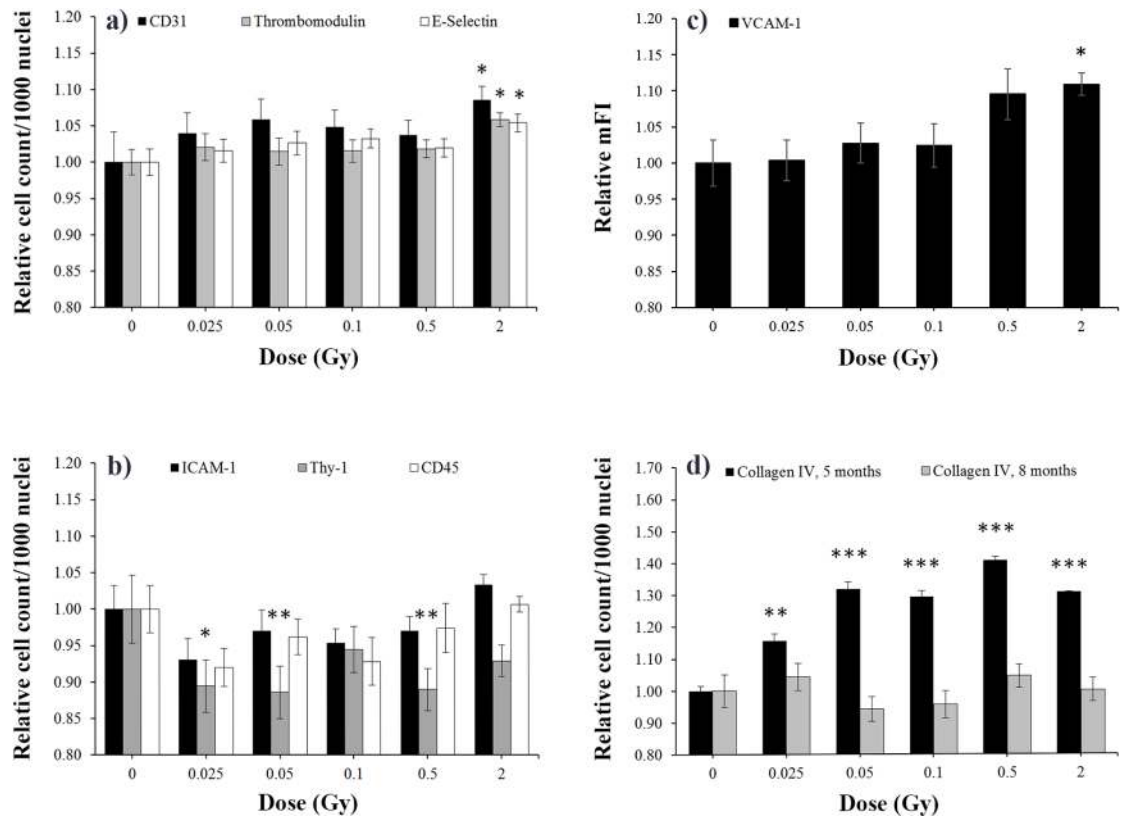 a) CD31 Thrombomodulin E-Selectin
Relative cell count/1000 nuclei
1.20
1.15
1.10
1.05
1.00
0.95
0.90
0.85
0.80
* * *
0 0.025 0.05 0.1 0.5 2
Dose (Gy)
c) VCAM-1
Relative mFI
1.20
1.15
1.10
1.05
1.00
0.95
0.90
0.85
0.80
*
0 0.025 0.05 0.1 0.5 2
Dose (Gy)
b) ICAM-1 Thy-1 CD45
Relative cell count/1000 nuclei
1.20
1.15
1.10
1.05
1.00
0.95
0.90
0.85
0.80
* ** **
0 0.025 0.05 0.1 0.5 2
Dose (Gy)
d) Collagen IV, 5 months Collagen IV, 8 months
Relative cell count/1000 nuclei
1.70
1.60
1.50
1.40
1.30
1.20
1.10
1.00
0.90
0.80
** *** *** *** ***
0 0.025 0.05 0.1 0.5 2
Dose (Gy)